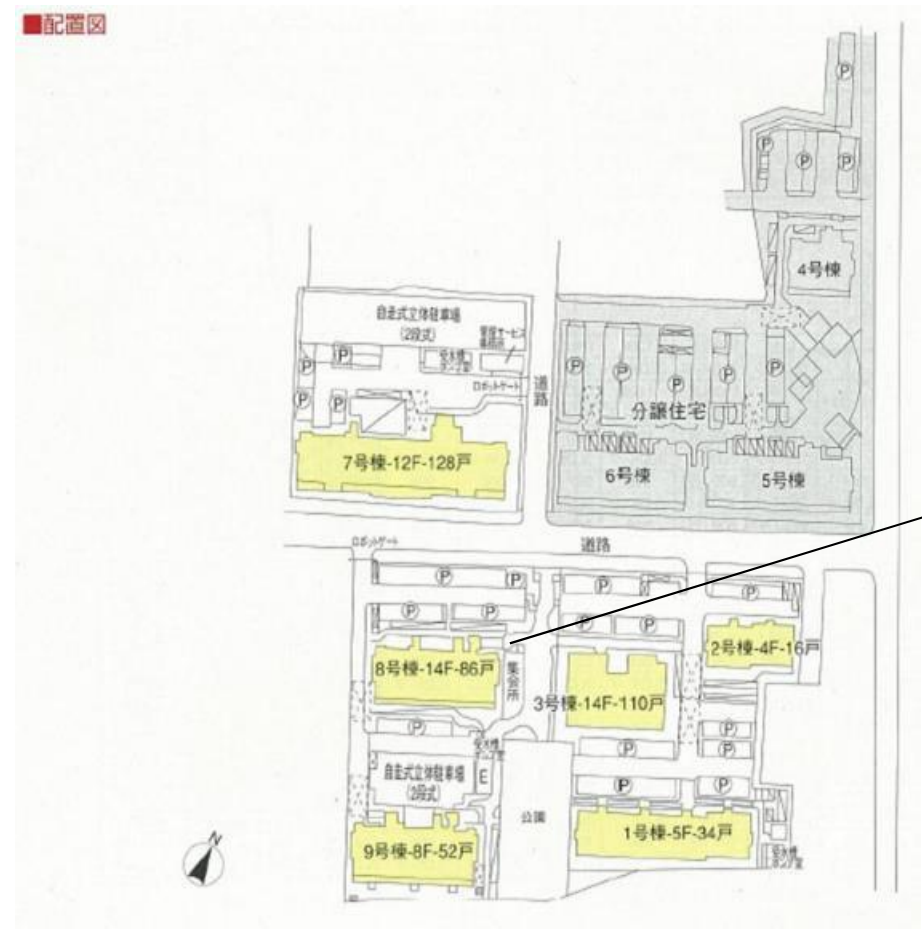 ■配置図
P
P
P
P
4号棟
自走式立体駐車場
(2段式)
管理サービス
事務所
P
P
受水槽
ポンプ室
ロボットゲート
道路
P
P
P
P
P
P
P
分譲住宅
7号棟-12F-128戸
6号棟
5号棟
ロボットゲート
道路
P
P
P
P
P
P
P
P
P
2号棟-4F-16戸
8号棟-14F-86戸
集会所
3号棟-14F-110戸
P
P
P
P
受水槽
ポンプ室
自走式立体駐車場
(2段式)
E
P
P
公園
1号棟-5F-34戸
9号棟-8F-52戸
受水槽
ポンプ室
N